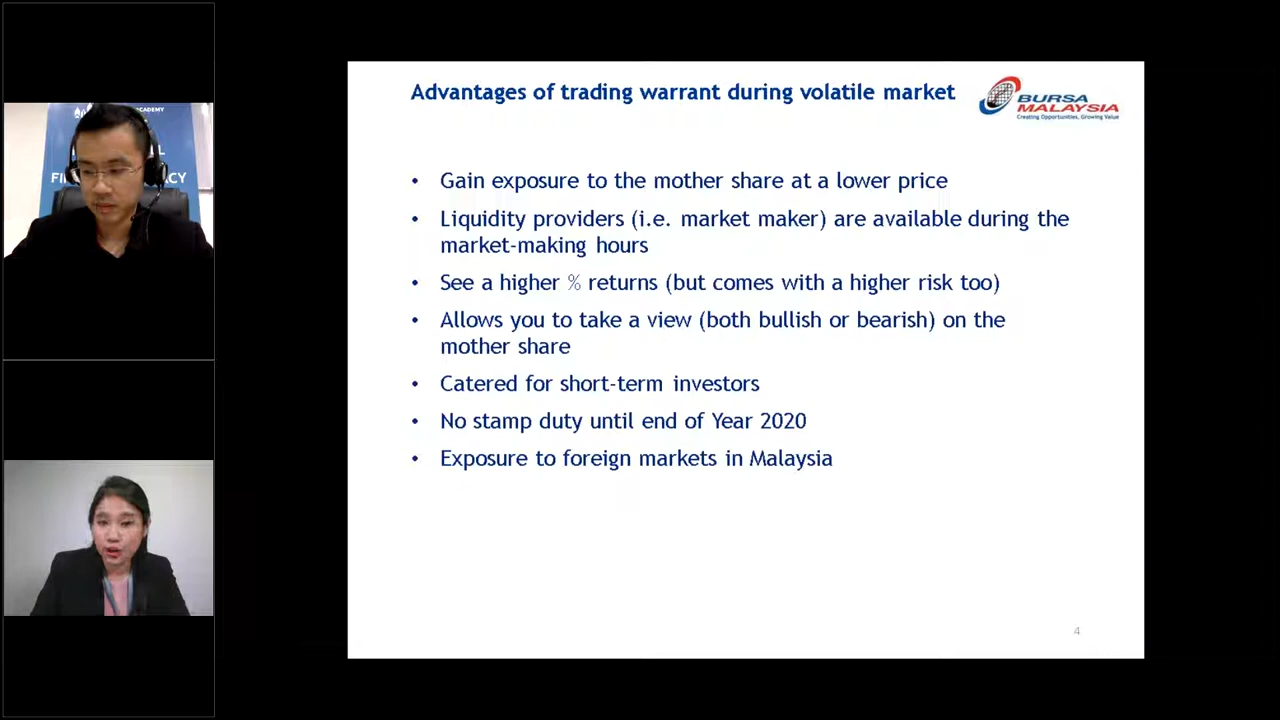 Advantages of trading warrant during volatile market
BURSA
MALAYSIA
Creating Opportunities, Growing Value
• Gain exposure to the mother share at a lower price
• Liquidity providers (i.e. market maker) are available during the
market-making hours
• See a higher % returns (but comes with a higher risk too)
• Allows you to take a view (both bullish or bearish) on the
mother share
• Catered for short-term investors
• No stamp duty until end of Year 2020
• Exposure to foreign markets in Malaysia
4